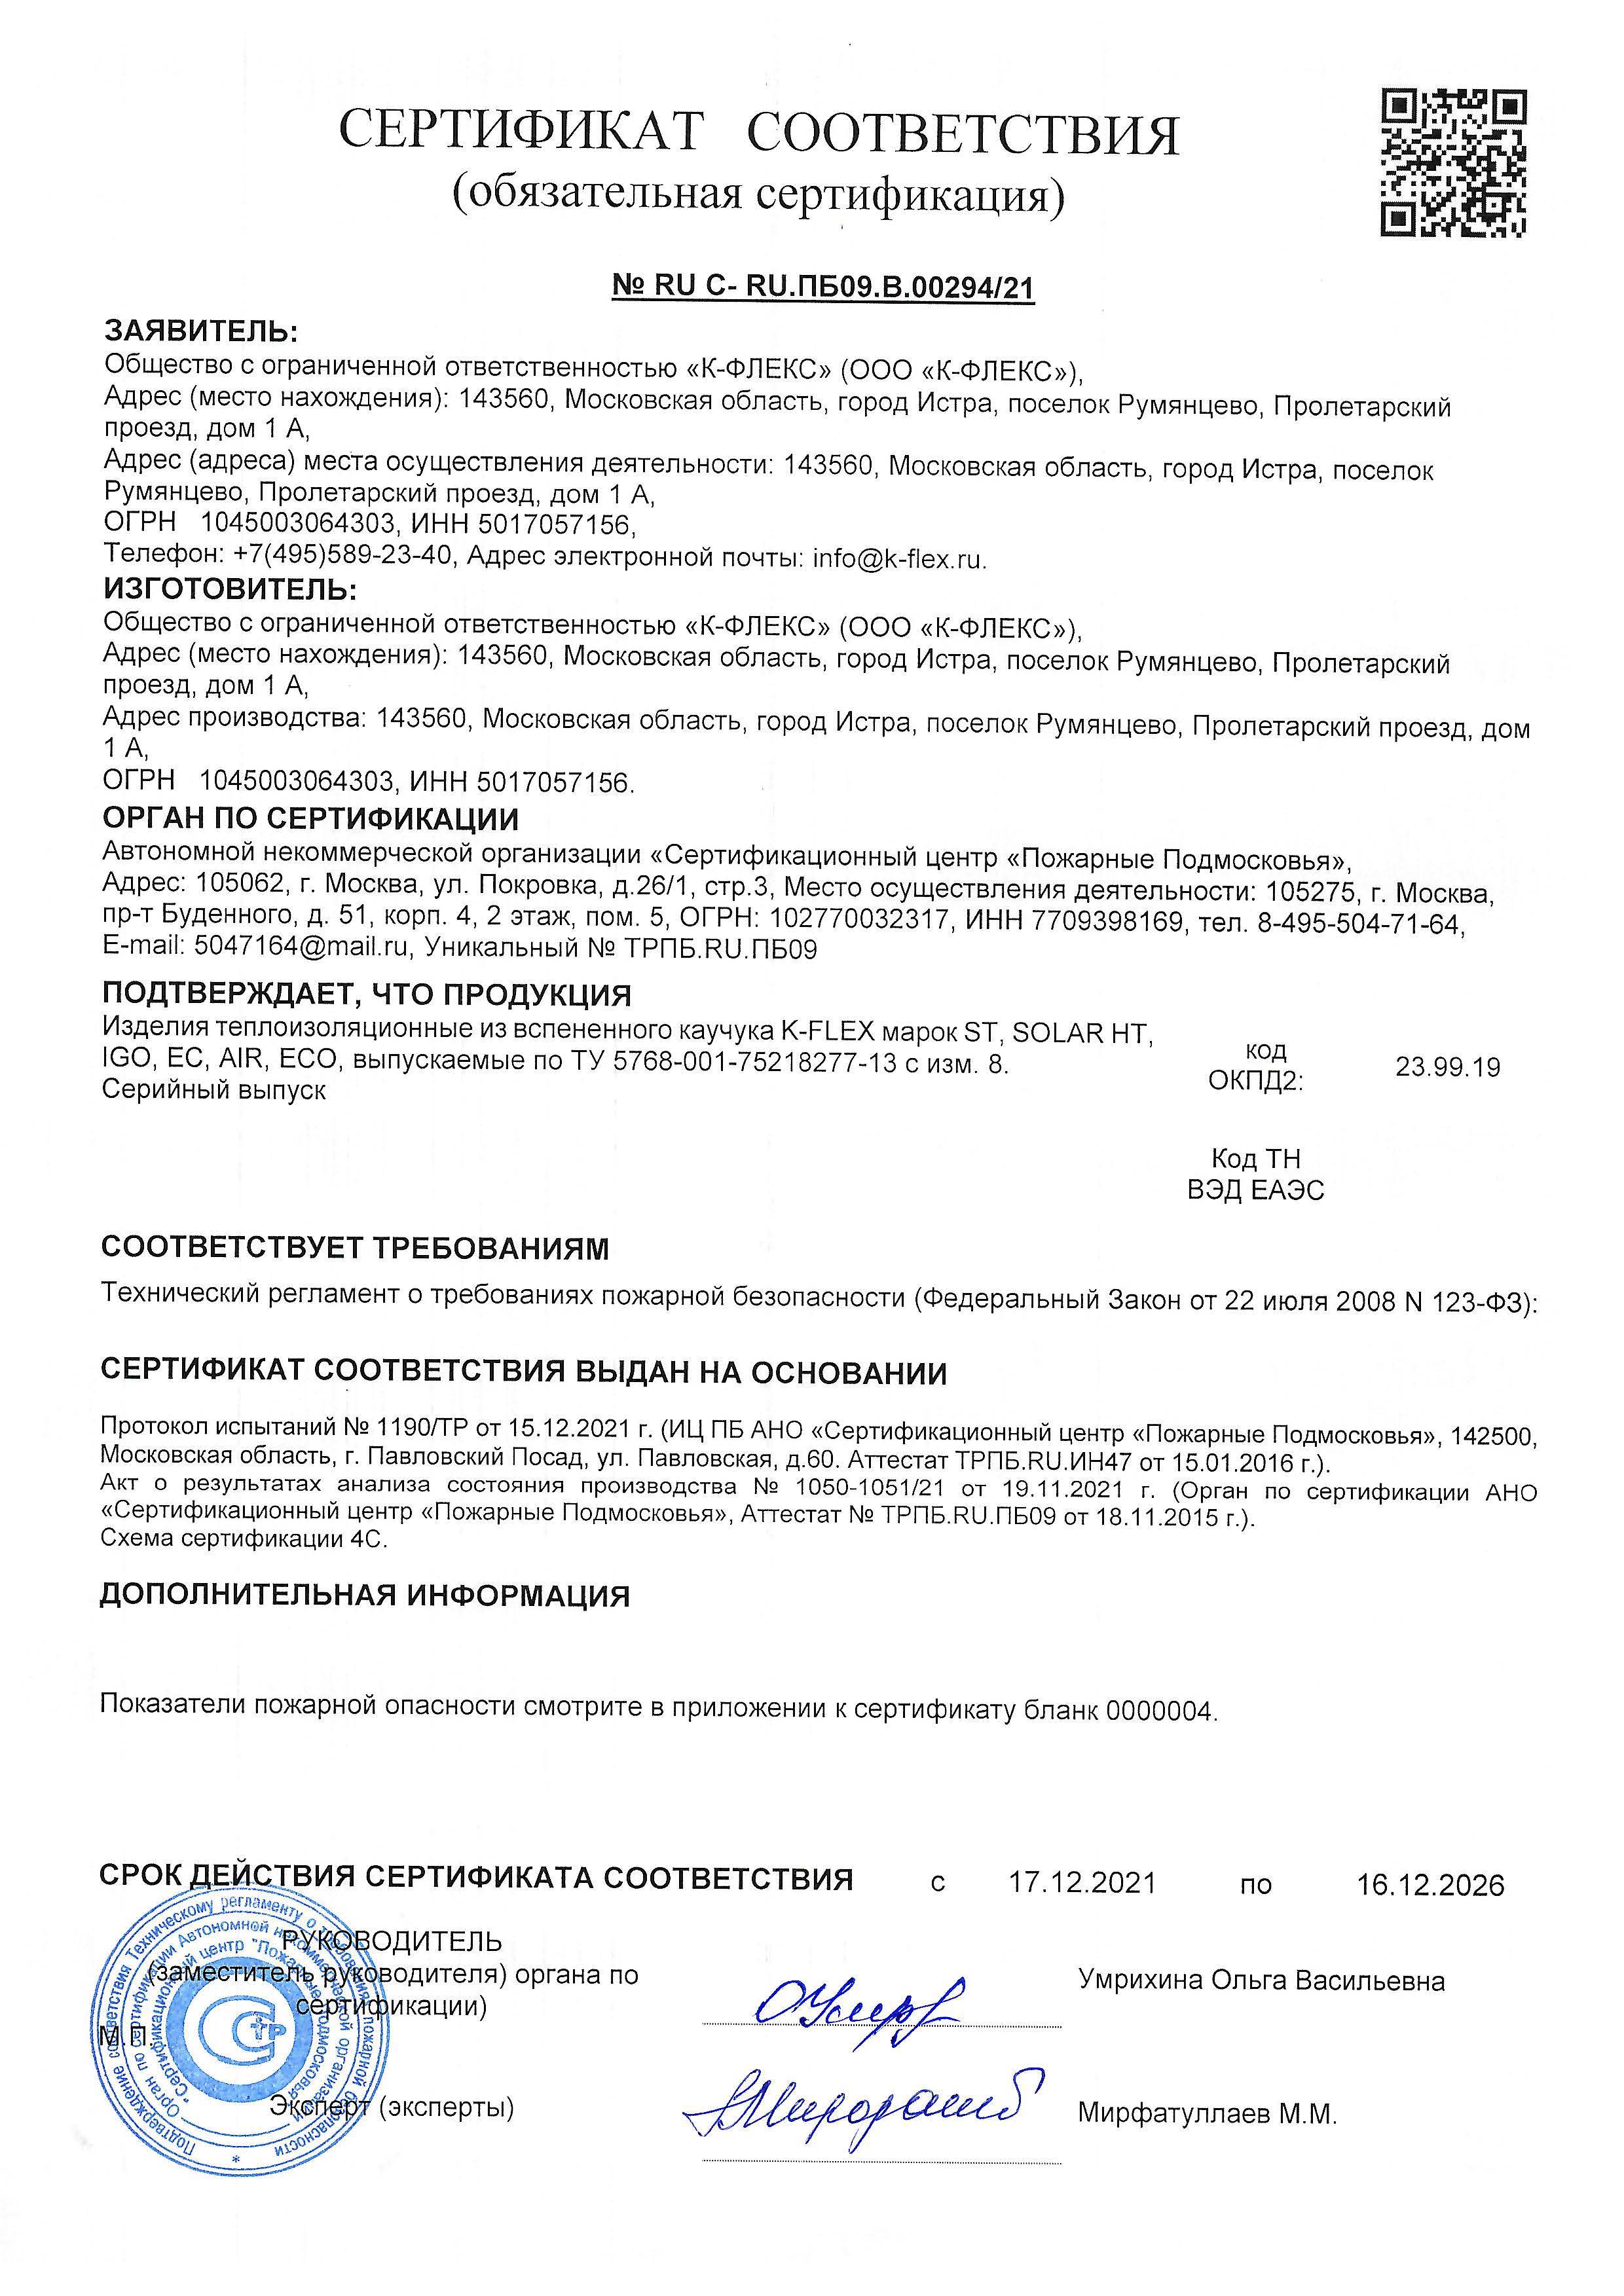 СЕРТИФИКАТ СООТВЕТСТВИЯ
(обязательная сертификация)
№ RU C- RU.ПБ09.В.00294/21
ЗАЯВИТЕЛЬ:
Общество с ограниченной ответственностью «К-ФЛЕКС» (ООО «К-ФЛЕКС»),
Адрес (место нахождения): 143560, Московская область, город Истра, поселок Румянцево, Пролетарский
проезд, дом 1 А,
Адрес (адреса) места осуществления деятельности: 143560, Московская область, город Истра, поселок
Румянцево, Пролетарский проезд, дом 1 А,
ОГРН 1045003064303, ИНН 5017057156,
Телефон: +7(495)589-23-40, Адрес электронной почты: info@k-flex.ru.
ИЗГОТОВИТЕЛЬ:
Общество с ограниченной ответственностью «К-ФЛЕКС» (ООО «К-ФЛЕКС»),
Адрес (место нахождения): 143560, Московская область, город Истра, поселок Румянцево, Пролетарский
проезд, дом 1 А,
Адрес производства: 143560, Московская область, город Истра, поселок Румянцево, Пролетарский проезд, дом
1 А,
ОГРН 1045003064303, ИНН 5017057156.
ОРГАН ПО СЕРТИФИКАЦИИ
Автономной некоммерческой организации «Сертификационный центр «Пожарные Подмосковья»,
Адрес: 105062, г. Москва, ул. Покровка, д.26/1, стр.3, Место осуществления деятельности: 105275, г. Москва,
пр-т Буденного, д. 51, корп. 4, 2 этаж, пом. 5, ОГРН: 102770032317, ИНН 7709398169, тел. 8-495-504-71-64,
E-mail: 5047164@mail.ru, Уникальный № ТРПБ.RU.ПБ09
ПОДТВЕРЖДАЕТ, ЧТО ПРОДУКЦИЯ
Изделия теплоизоляционные из вспененного каучука K-FLEX марок ST, SOLAR HT,
IGO, EC, AIR, ECO, выпускаемые по ТУ 5768-001-75218277-13 с изм. 8.
Серийный выпуск
код
ОКПД2:
23.99.19
Код ТН
ВЭД ЕАЭС
СООТВЕТСТВУЕТ ТРЕБОВАНИЯМ
Технический регламент о требованиях пожарной безопасности (Федеральный Закон от 22 июля 2008 N 123-ФЗ):
СЕРТИФИКАТ СООТВЕТСТВИЯ ВЫДАН НА ОСНОВАНИИ
Протокол испытаний № 1190/ТР от 15.12.2021 г. (ИЦ ПБ АНО «Сертификационный центр «Пожарные Подмосковья», 142500,
Московская область, г. Павловский Посад, ул. Павловская, д.60. Аттестат ТРПБ.RU.ИН47 от 15.01.2016 г.).
Акт о результатах анализа состояния производства № 1050-1051/21 от 19.11.2021 г. (Орган по сертификации АНО
«Сертификационный центр «Пожарные Подмосковья», Аттестат № ТРПБ.RU.ПБ09 от 18.11.2015 г.).
Схема сертификации 4С.
ДОПОЛНИТЕЛЬНАЯ ИНФОРМАЦИЯ
Показатели пожарной опасности смотрите в приложении к сертификату бланк 0000004.
СРОК ДЕЙСТВИЯ СЕРТИФИКАТА СООТВЕТСТВИЯ с 17.12.2021 по 16.12.2026
РУКОВОДИТЕЛЬ
(заместитель руководителя) органа по
сертификации)
Умрихина Ольга Васильевна
М.П.
Эксперт (эксперты)
Мирфатуллаев М.М.
Подтверждение соответствия Техническому регламенту о требованиях пожарной безопасности
Орган по сертификации Автономной некоммерческой организации
"Сертификационный центр "Пожарные Подмосковья"